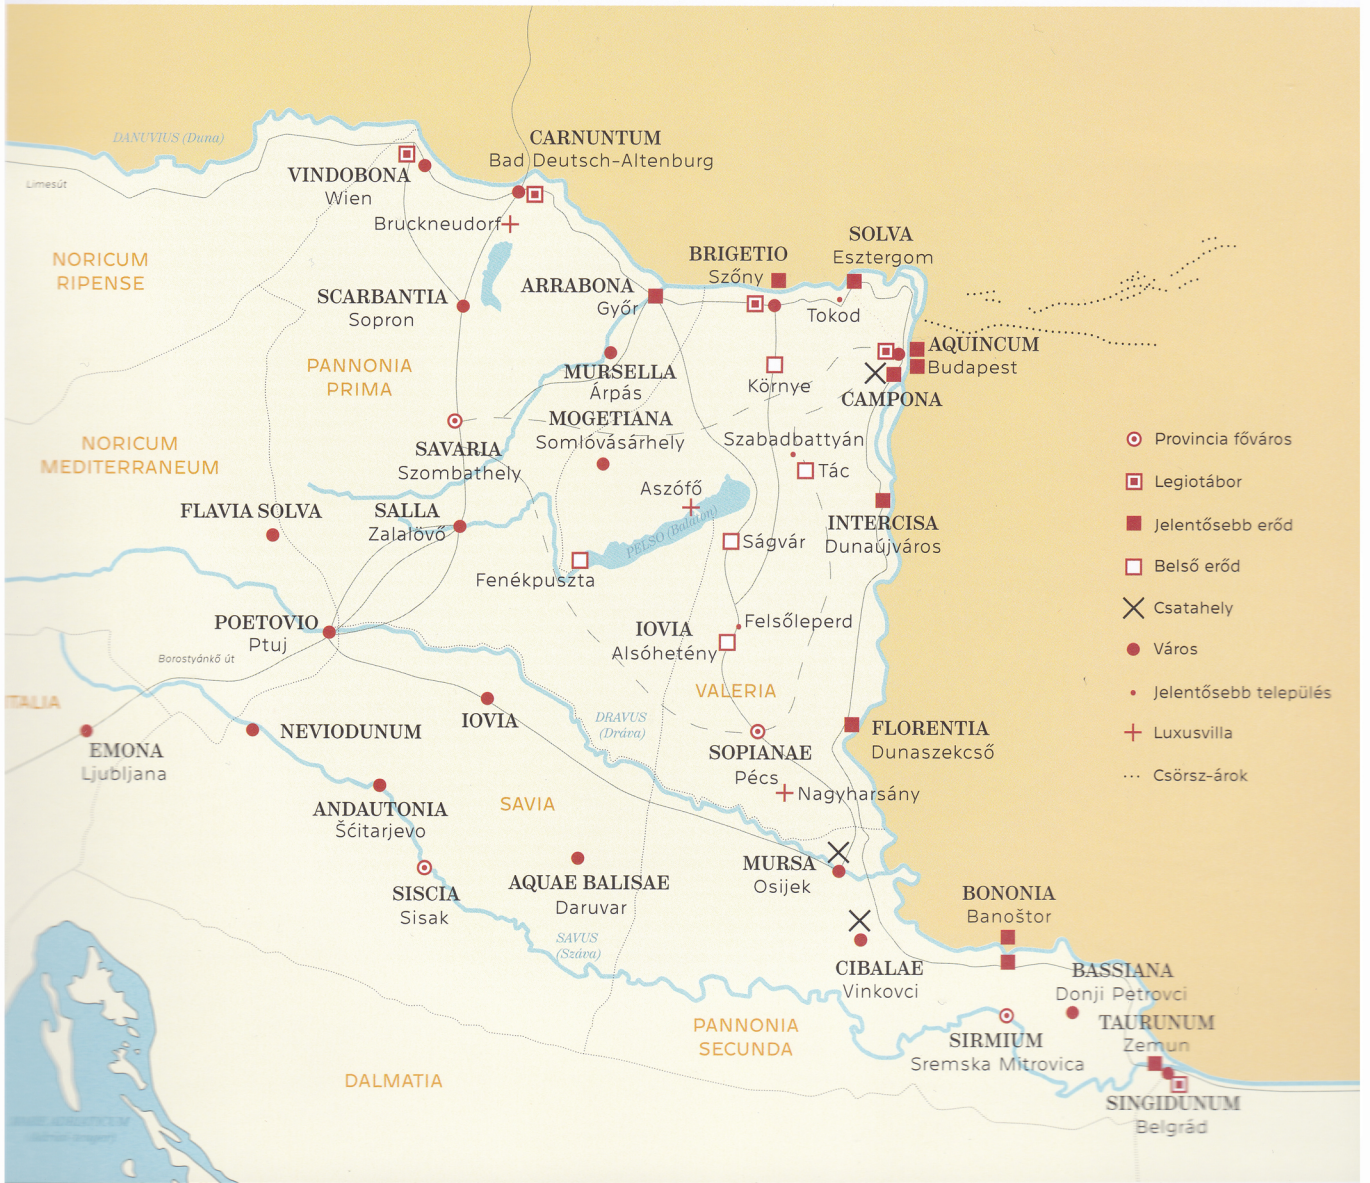 DANUVIUS (Duna)
Limesút
CARNUNTUM
Bad Deutsch-Altenburg
VINDOBONA
Wien
Bruckneudorf
NORICUM
RIPENSE
SOLVA
Esztergom
BRIGETIO
Szőny
ARRABONA
Győr
SCARBANTIA
Sopron
Tokod
AQUINCUM
Budapest
PANNONIA
PRIMA
MURSELLA
Árpás
Környe
CAMPONA
MOGETIANA
Somlóvásárhely
Szabadbattyán
Tác
NORICUM
MEDITERRANEUM
SAVARIA
Szombathely
Aszófő
PELSO (Balaton)
FLAVIA SOLVA
SALLA
Zalalövő
INTERCISA
Dunaújváros
Ságvár
Fenékpuszta
POETOVIO
Ptuj
Borostyánkő út
IOVIA
Alsóhetény
Felsőleperd
VALERIA
ITALIA
EMONA
Ljubljana
NEVIODUNUM
IOVIA
DRAVUS
(Dráva)
FLORENTIA
Dunaszekcső
SOPIANAE
Pécs
Nagyharsány
ANDAUTONIA
Šćitarjevo
SAVIA
MURSA
Osijek
SISCIA
Sisak
AQUAE BALISAE
Daruvar
SAVUS
(Száva)
BONONIA
Banoštor
CIBALAE
Vinkovci
BASSIANA
Donji Petrovci
TAURUNUM
Zemun
PANNONIA
SECUNDA
SIRMIUM
Sremska Mitrovica
DALMATIA
SINGIDUNUM
Belgrád
Provincia főváros
Legiotábor
Jelentősebb erőd
Belső erőd
Csatahely
Város
Jelentősebb település
Luxusvilla
Csörsz-árok